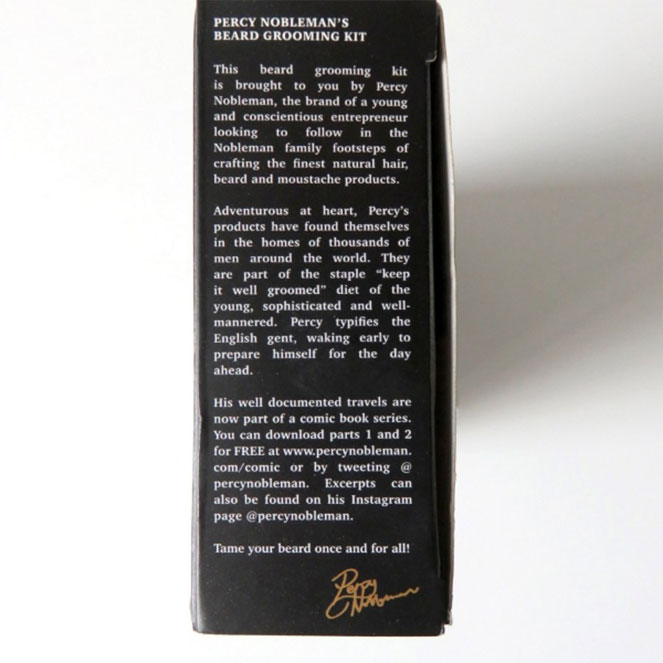 PERCY NOBLEMAN'S
BEARD GROOMING KIT
This beard grooming kit
is brought to you by Percy
Nobleman, the brand of a young
and conscientious entrepreneur
looking to follow in the
Nobleman family footsteps of
crafting the finest natural hair,
beard and moustache products.
Adventurous at heart, Percy's
products have found themselves
in the homes of thousands of
men around the world. They
are part of the staple "keep
it well groomed" diet of the
young, sophisticated and well-
mannered. Percy typifies the
English gent, waking early to
prepare himself for the day
ahead.
His well documented travels are
now part of a comic book series.
You can download parts 1 and 2
for FREE at www.percynobleman.
com/comic or by tweeting @
percynobleman. Excerpts can
also be found on his Instagram
page @percynobleman.
Tame your beard once and for all!
Percy
Nobleman